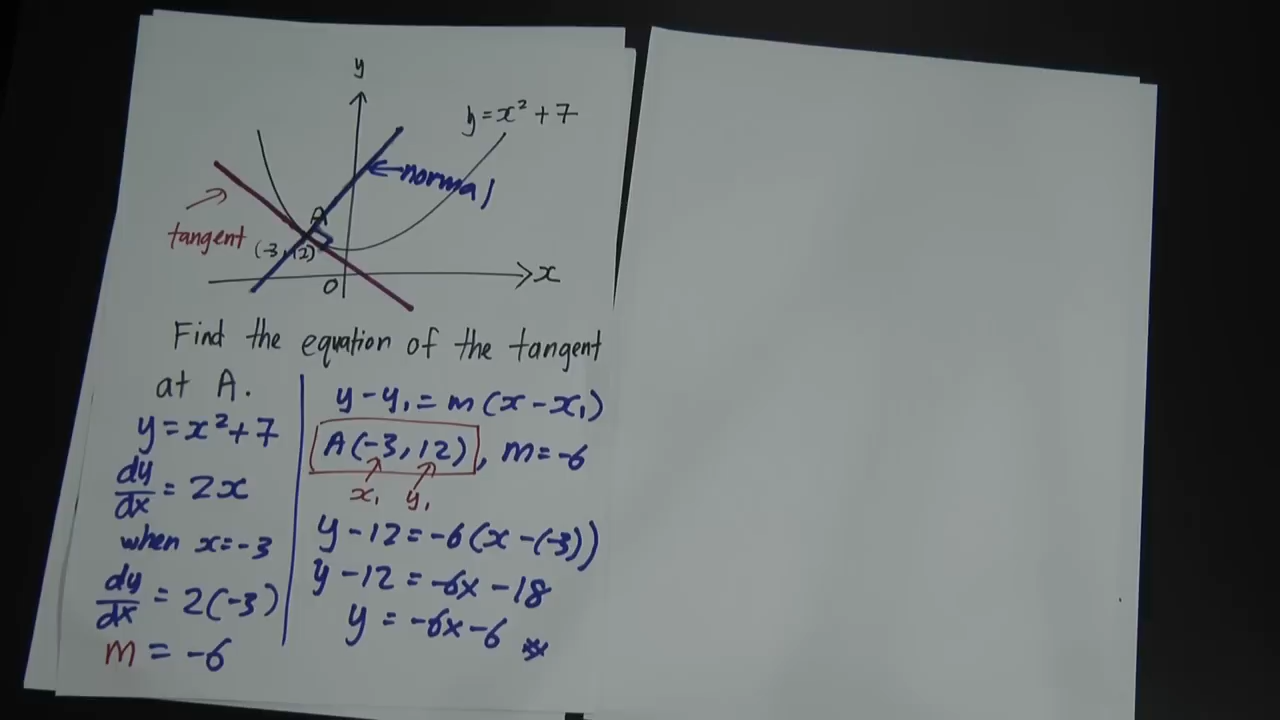 y
y = x² + 7
normal
A
tangent
(-3, 12)
O
x
Find the equation of the tangent
at A.
y = x² + 7
dy/dx = 2x
when x = -3
dy/dx = 2(-3)
m = -6
y - y₁ = m(x - x₁)
A(-3, 12), m = -6
x₁ y₁
y - 12 = -6(x - (-3))
y - 12 = -6x - 18
y = -6x - 6